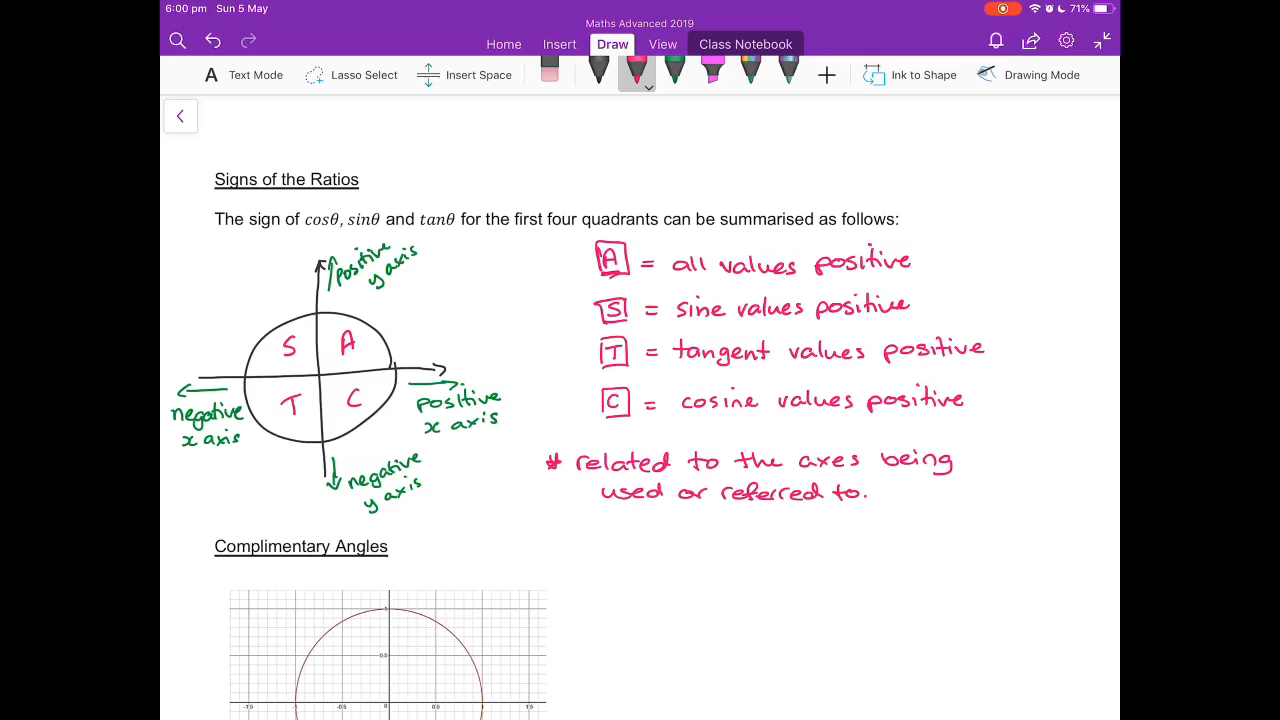 6:00 pm Sun 5 May
71%
Maths Advanced 2019
Home Insert Draw View Class Notebook
A Text Mode Lasso Select Insert Space Ink to Shape Drawing Mode
Signs of the Ratios
The sign of cosθ, sinθ and tanθ for the first four quadrants can be summarised as follows:
positive
y axis
S A
T C
negative
x axis
positive
x axis
negative
y axis
A = all values positive
S = sine values positive
T = tangent values positive
C = cosine values positive
* related to the axes being
used or referred to.
Complimentary Angles
1
0.5
-1.5 -1 -0.5 0 0.5 1 1.5